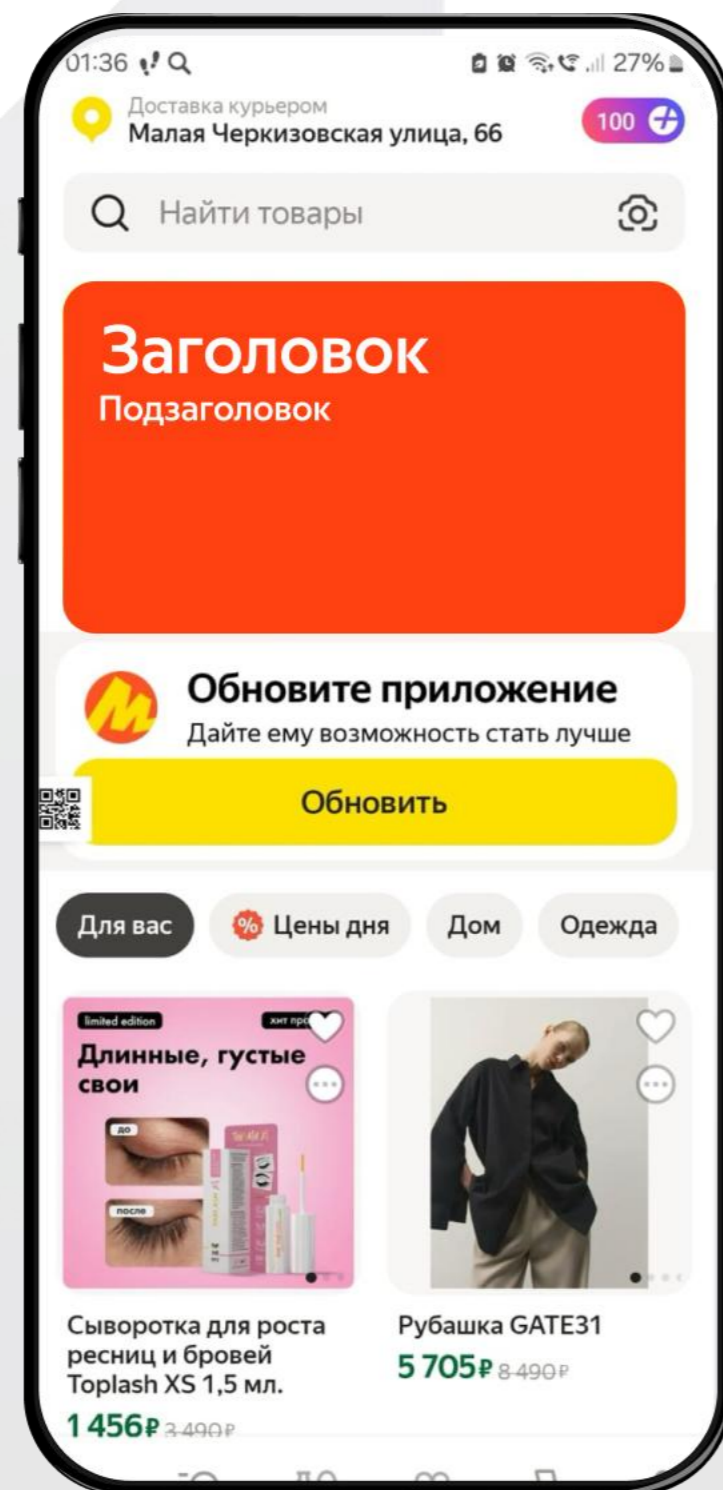 01:36
27%
Доставка курьером
Малая Черкизовская улица, 66
100
Найти товары
Заголовок
Подзаголовок
Обновите приложение
Дайте ему возможность стать лучше
Обновить
Для вас
% Цены дня
Дом
Одежда
limited edition
хит
Длинные, густые
свои
до
после
Сыворотка для роста
ресниц и бровей
Toplash XS 1,5 мл.
1 456 ₽ 3 490 ₽
Рубашка GATE31
5 705 ₽ 8 490 ₽